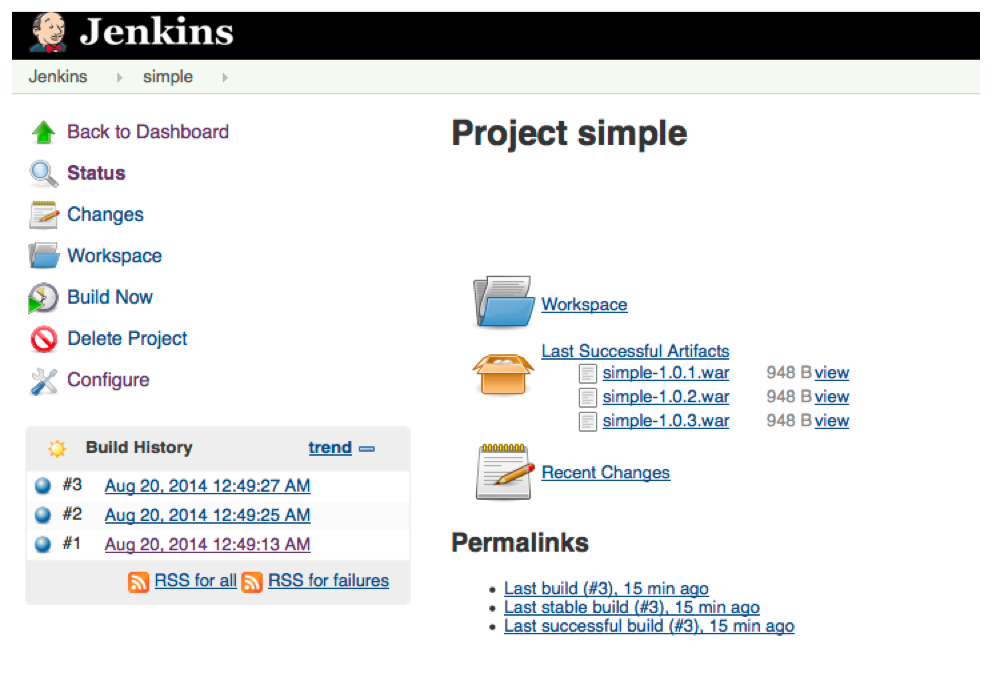 Jenkins
Jenkins simple
Back to Dashboard
Status
Changes
Workspace
Build Now
Delete Project
Configure
Build History trend
#3 Aug 20, 2014 12:49:27 AM
#2 Aug 20, 2014 12:49:25 AM
#1 Aug 20, 2014 12:49:13 AM
RSS for all RSS for failures
Project simple
Workspace
Last Successful Artifacts
simple-1.0.1.war 948 B view
simple-1.0.2.war 948 B view
simple-1.0.3.war 948 B view
Recent Changes
Permalinks
Last build (#3), 15 min ago
Last stable build (#3), 15 min ago
Last successful build (#3), 15 min ago